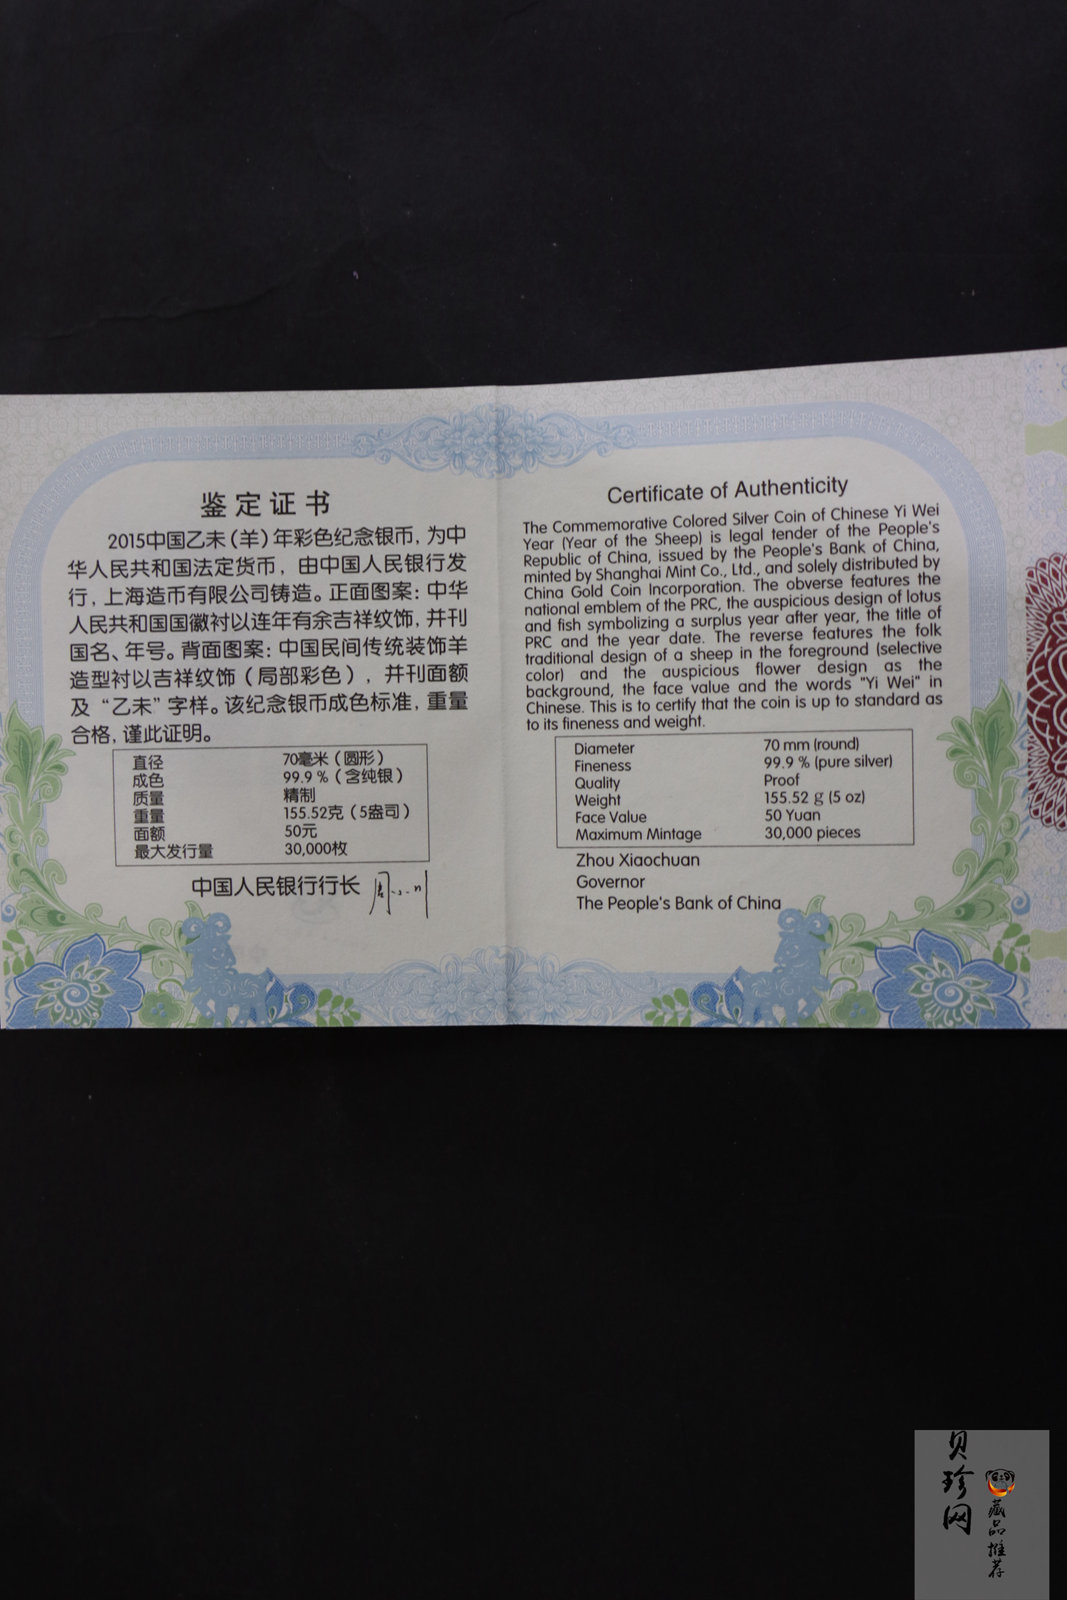 鉴定证书
2015中国乙未（羊）年彩色纪念银币，为中
华人民共和国法定货币，由中国人民银行发
行，上海造币有限公司铸造。正面图案：中华
人民共和国国徽衬以连年有余吉祥纹饰，并刊
国名、年号。背面图案：中国民间传统装饰羊
造型衬以吉祥纹饰（局部彩色），并刊面额
及“乙未”字样。该纪念银币成色标准，重量
合格，谨此证明。
直径 70毫米（圆形）
成色 99.9%（含纯银）
质量 精制
重量 155.52克（5盎司）
面额 50元
最大发行量 30,000枚
中国人民银行行长
Certificate of Authenticity
The Commemorative Colored Silver Coin of Chinese Yi Wei
Year (Year of the Sheep) is legal tender of the People's
Republic of China, issued by the People's Bank of China,
minted by Shanghai Mint Co., Ltd., and solely distributed by
China Gold Coin Incorporation. The obverse features the
national emblem of the PRC, the auspicious design of lotus
and fish symbolizing a surplus year after year, the title of
PRC and the year date. The reverse features the folk
traditional design of a sheep in the foreground (selective
color) and the auspicious flower design as the
background, the face value and the words "Yi Wei" in
Chinese. This is to certify that the coin is up to standard as
to its fineness and weight.
Diameter 70 mm (round)
Fineness 99.9 % (pure silver)
Quality Proof
Weight 155.52 g (5 oz)
Face Value 50 Yuan
Maximum Mintage 30,000 pieces
Zhou Xiaochuan
Governor
The People's Bank of China
贝珍网
藏品推荐